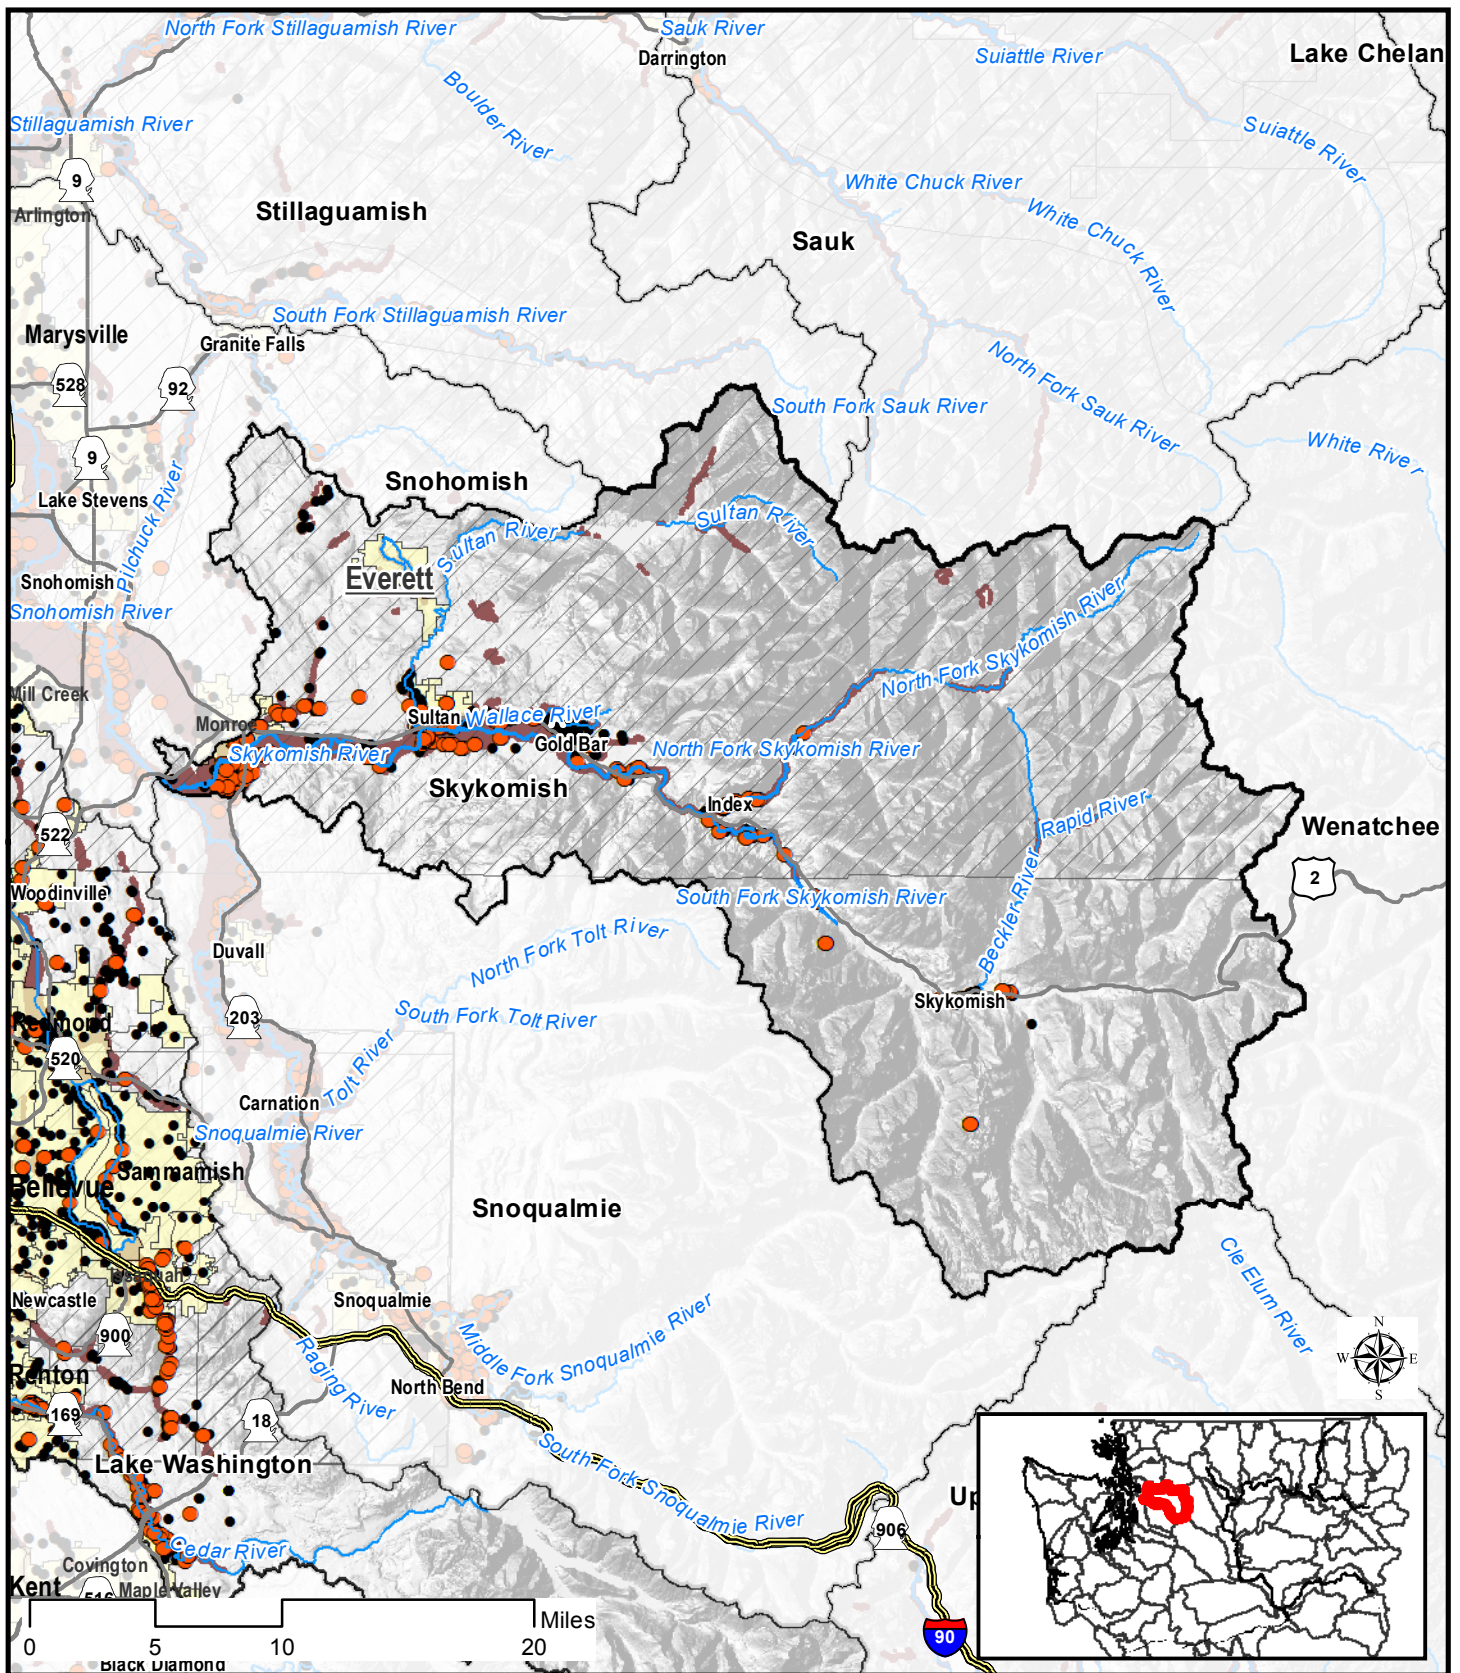 North Fork Stillaguamish River
Sauk River
Darrington
Suiattle River
Lake Chelan
Boulder River
Stillaguamish River
Suiattle River
9
White Chuck River
Arlington
Stillaguamish
White Chuck River
Sauk
South Fork Stillaguamish River
Marysville
Granite Falls
North Fork Sauk River
528
92
South Fork Sauk River
White River
9
Snohomish
Lake Stevens
Pilchuck River
Sultan River
Sultan River
Everett
Snohomish
Snohomish River
North Fork Skykomish River
Mill Creek
Monroe
Sultan
Wallace River
Gold Bar
Skykomish River
North Fork Skykomish River
Skykomish
Index
Rapid River
Wenatchee
522
2
Woodinville
South Fork Skykomish River
Beckler River
Duvall
North Fork Tolt River
Skykomish
Redmond
203
South Fork Tolt River
520
Tolt River
Carnation
Snoqualmie River
Sammamish
Bellevue
Snoqualmie
Cle Elum River
Issaquah
Newcastle
Snoqualmie
900
Middle Fork Snoqualmie River
N
W
E
S
Raging River
Renton
North Bend
169
18
South Fork Snoqualmie River
Lake Washington
Up
906
Cedar River
Covington
Kent
516
Maple Valley
Miles
0
5
10
20
90
Black Diamond